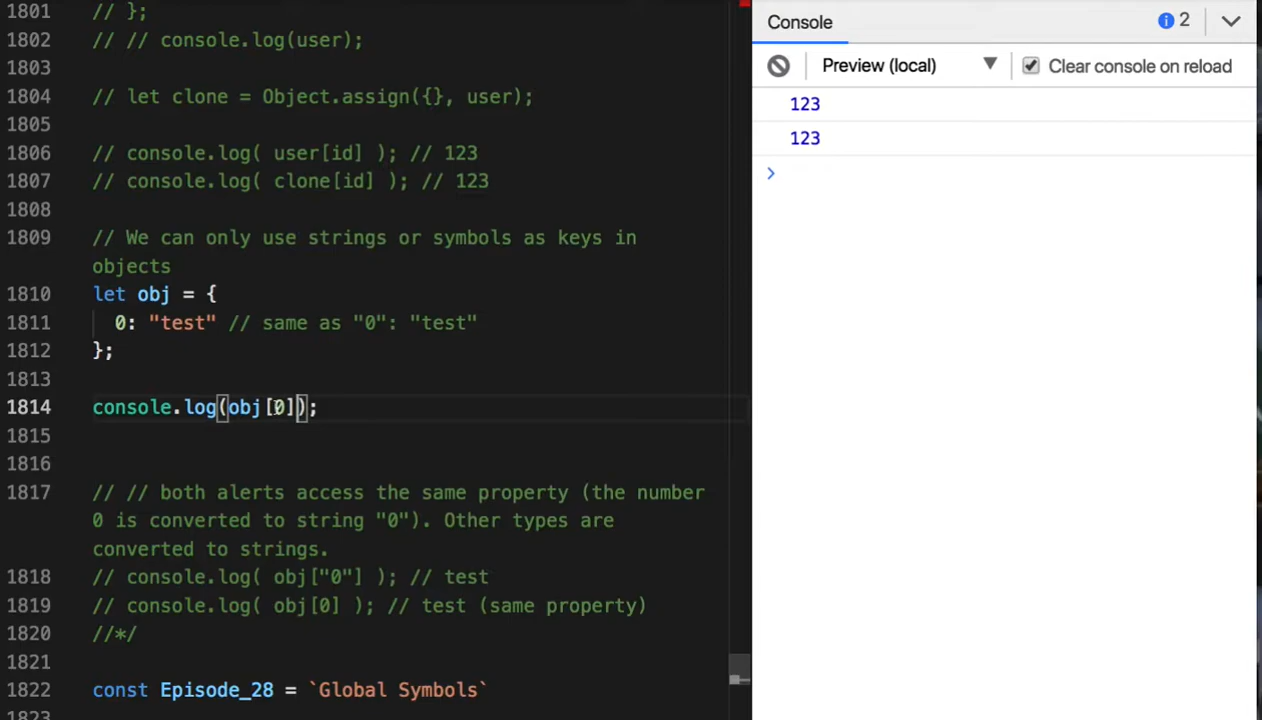 1801 // };
1802 // // console.log(user);
1803
1804 // let clone = Object.assign({}, user);
1805
1806 // console.log( user[id] ); // 123
1807 // console.log( clone[id] ); // 123
1808
1809 // We can only use strings or symbols as keys in
objects
1810 let obj = {
1811 0: "test" // same as "0": "test"
1812 };
1813
1814 console.log(obj[0]);
1815
1816
1817 // // both alerts access the same property (the number
0 is converted to string "0"). Other types are
converted to strings.
1818 // console.log( obj["0"] ); // test
1819 // console.log( obj[0] ); // test (same property)
1820 //*/
1821
1822 const Episode_28 = `Global Symbols`
1823
Console
2
Preview (local)
Clear console on reload
123
123
>